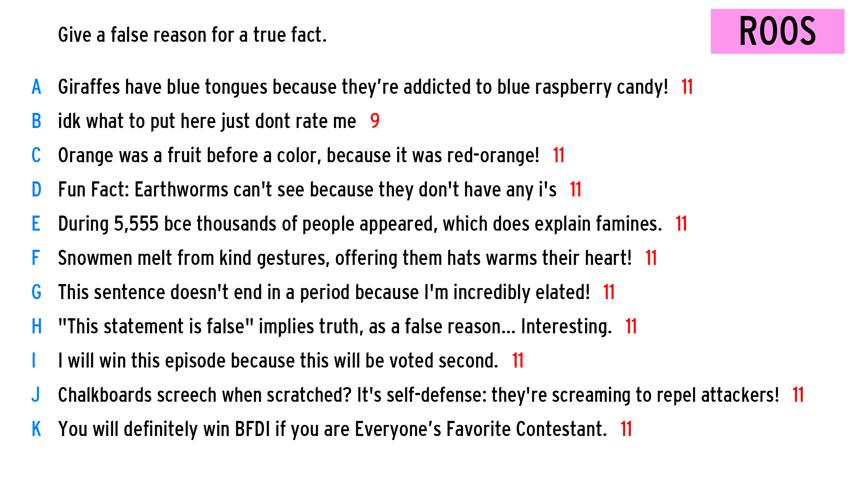 Give a false reason for a true fact.
ROOS
A Giraffes have blue tongues because they’re addicted to blue raspberry candy! 11
B idk what to put here just dont rate me 9
C Orange was a fruit before a color, because it was red-orange! 11
D Fun Fact: Earthworms can't see because they don't have any i's 11
E During 5,555 bce thousands of people appeared, which does explain famines. 11
F Snowmen melt from kind gestures, offering them hats warms their heart! 11
G This sentence doesn't end in a period because I'm incredibly elated! 11
H "This statement is false" implies truth, as a false reason... Interesting. 11
I I will win this episode because this will be voted second. 11
J Chalkboards screech when scratched? It's self-defense: they're screaming to repel attackers! 11
K You will definitely win BFDI if you are Everyone’s Favorite Contestant. 11